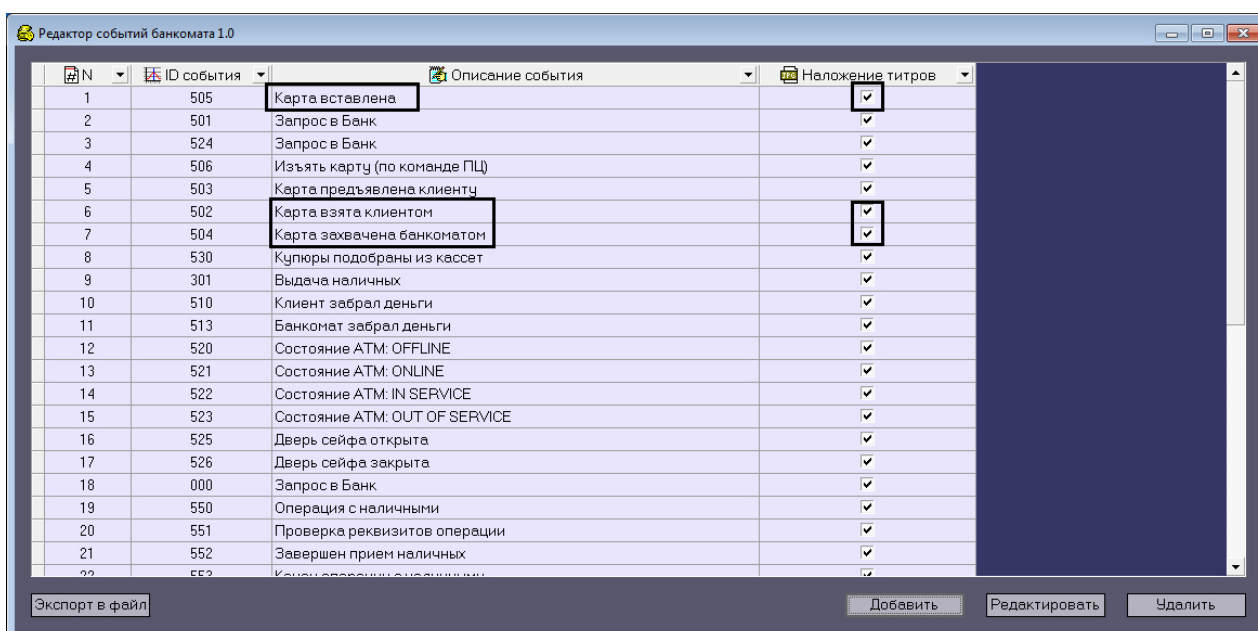 Редактор событий банкомата 1.0
N ID события Описание события Наложение титров
1 505 Карта вставлена
2 501 Запрос в Банк
3 524 Запрос в Банк
4 506 Изъять карту (по команде ПЦ)
5 503 Карта предъявлена клиенту
6 502 Карта взята клиентом
7 504 Карта захвачена банкоматом
8 530 Купюры подобраны из кассет
9 301 Выдача наличных
10 510 Клиент забрал деньги
11 513 Банкомат забрал деньги
12 520 Состояние ATM: OFFLINE
13 521 Состояние ATM: ONLINE
14 522 Состояние ATM: IN SERVICE
15 523 Состояние ATM: OUT OF SERVICE
16 525 Дверь сейфа открыта
17 526 Дверь сейфа закрыта
18 000 Запрос в Банк
19 550 Операция с наличными
20 551 Проверка реквизитов операции
21 552 Завершен прием наличных
22 553 Конец операции с наличными
Экспорт в файл Добавить Редактировать Удалить